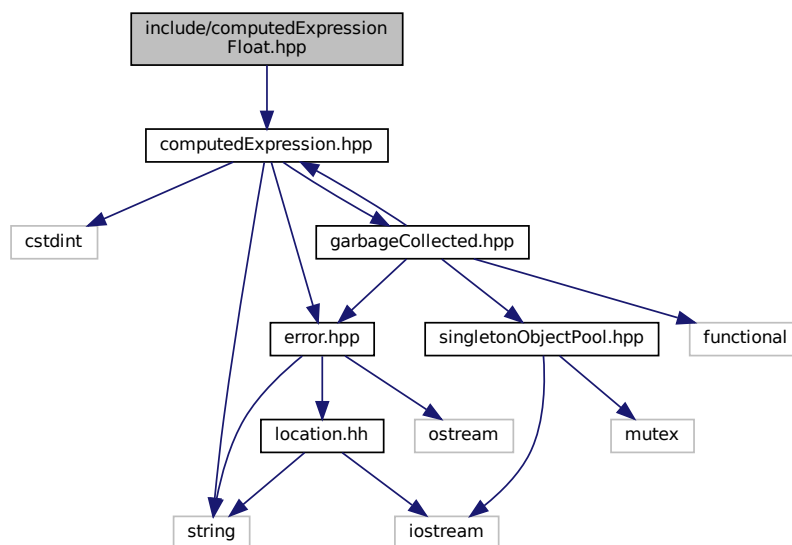 include/computedExpression
Float.hpp
computedExpression.hpp
cstdint
garbageCollected.hpp
error.hpp
singletonObjectPool.hpp
functional
location.hh
ostream
mutex
string
iostream